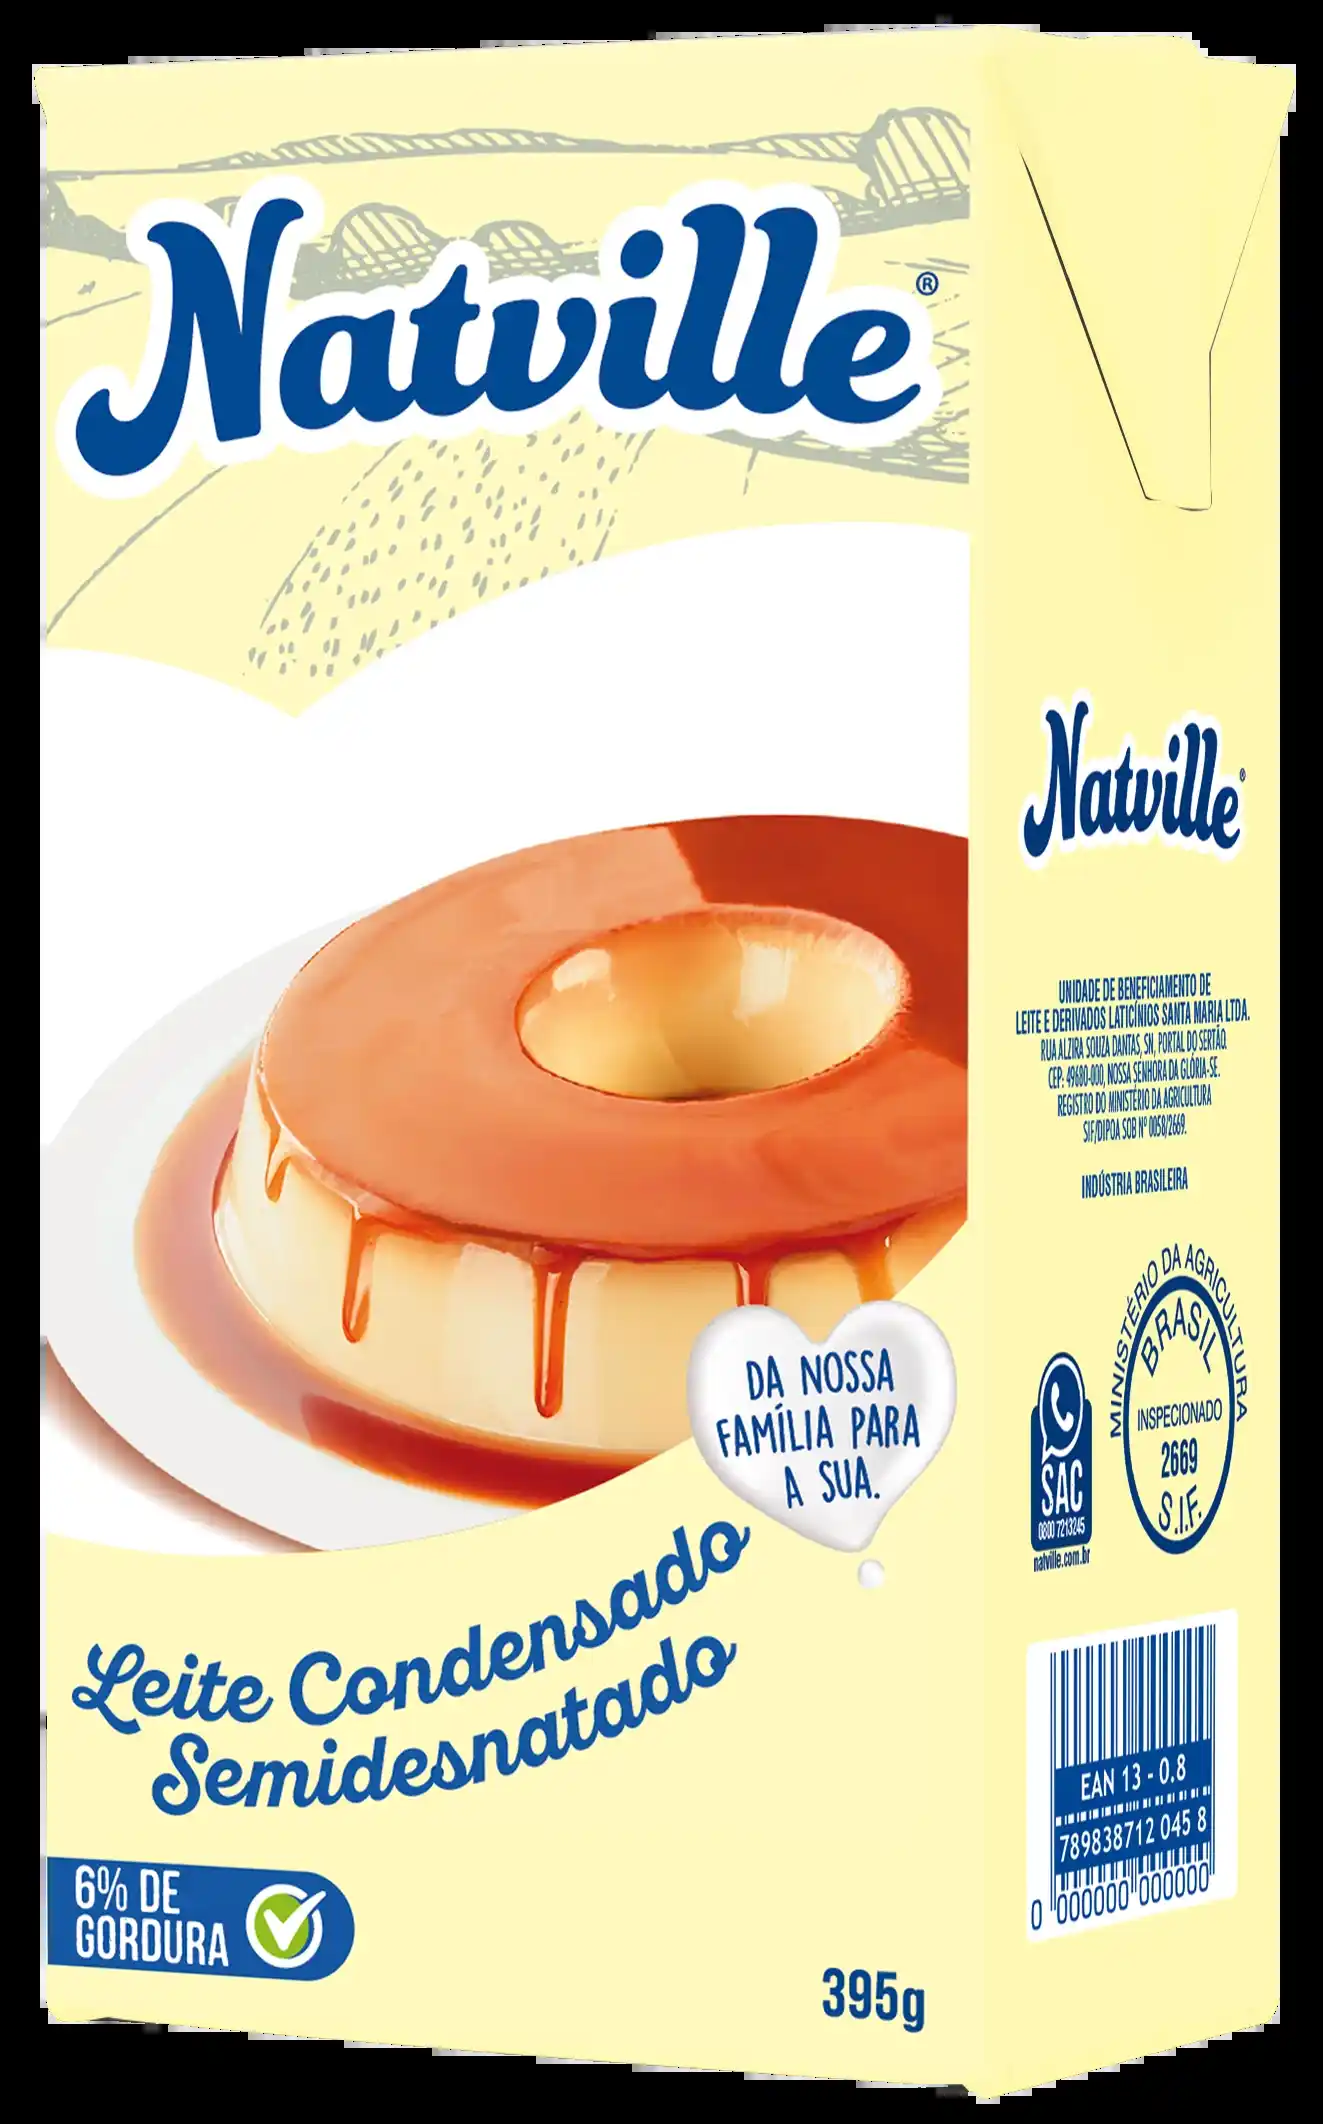 Natville®
DA NOSSA
FAMÍLIA PARA
A SUA.
Leite Condensado
Semidesnatado
6% DE
GORDURA
395g
Natville®
UNIDADE DE BENEFICIAMENTO DE
LEITE E DERIVADOS LATICÍNIOS SANTA MARIA LTDA.
RUA ALZIRA SOUZA DANTAS, SN, PORTAL DO SERTÃO
CEP: 49680-000, NOSSA SENHORA DA GLÓRIA-SE.
REGISTRO DO MINISTÉRIO DA AGRICULTURA
SIF/DIPOA SOB Nº 0058/2669.
INDÚSTRIA BRASILEIRA
SAC
0800 7213245
natville.com.br
MINISTÉRIO DA AGRICULTURA
BRASIL
INSPECIONADO
2669
S.I.F.
EAN 13 - 0.8
789838712 045 8
0 000000 000000